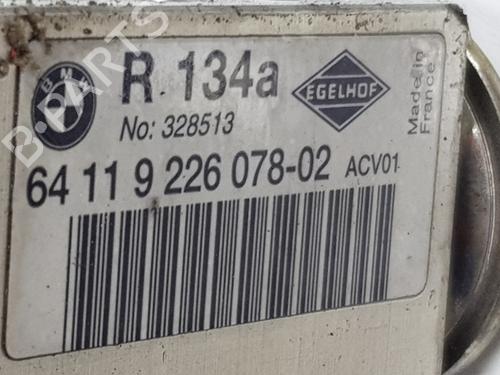 BMW
R 134a
EGELHOF
Made in
France
No: 328513
64 11 9 226 078-02 ACV01
B-PARTS